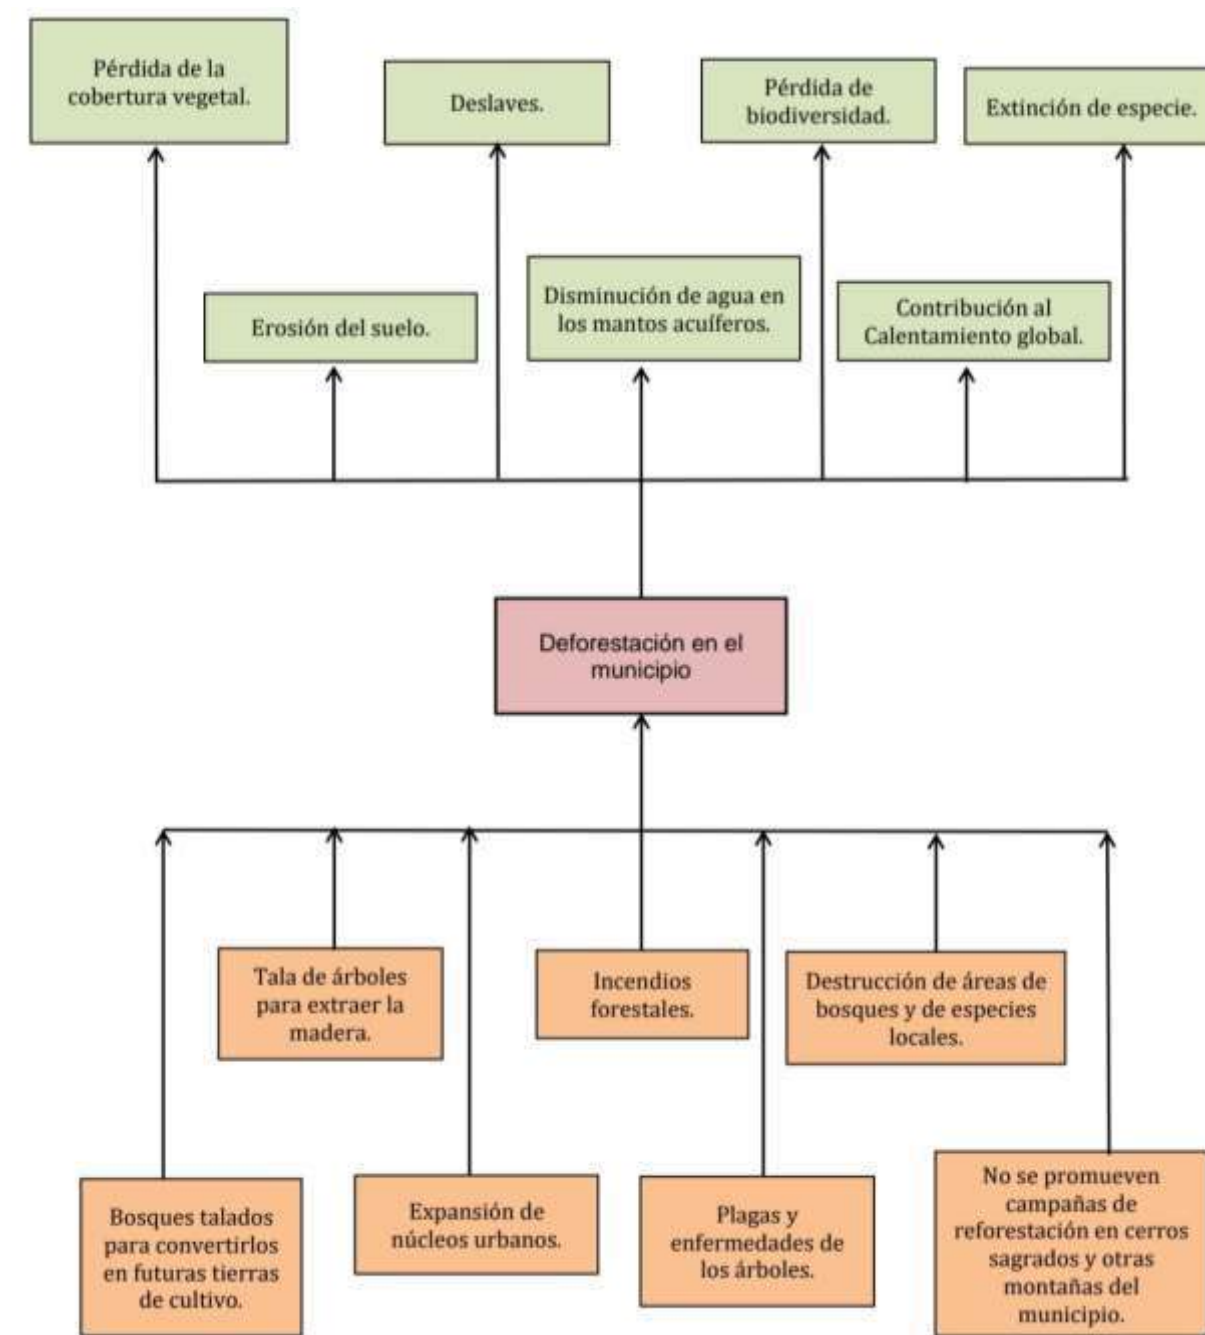 Pérdida de la
cobertura vegetal.
Deslaves.
Pérdida de
biodiversidad.
Extinción de especie.
Erosión del suelo.
Disminución de agua en
los mantos acuíferos.
Contribución al
Calentamiento global.
Deforestación en el
municipio
Tala de árboles
para extraer la
madera.
Incendios
forestales.
Destrucción de áreas de
bosques y de especies
locales.
Bosques talados
para convertirlos
en futuras tierras
de cultivo.
Expansión de
núcleos urbanos.
Plagas y
enfermedades de
los árboles.
No se promueven
campañas de
reforestación en cerros
sagrados y otras
montañas del
municipio.